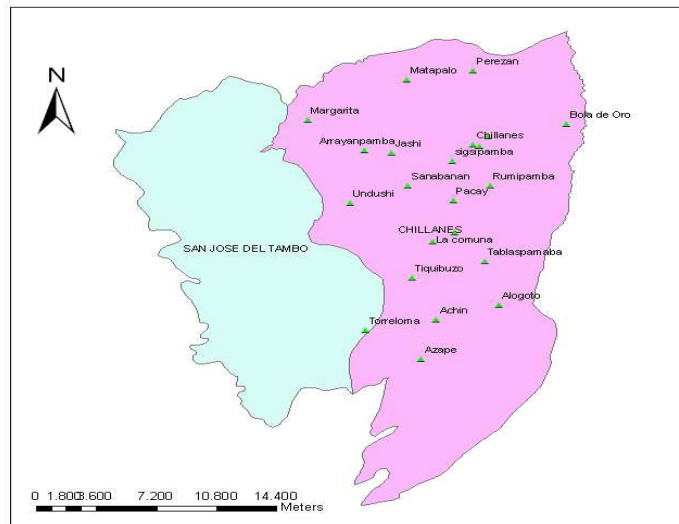 Perezan
N
Matapalo
Margarita
Bola de Oro
Chillanes
Arrayanpamba
Jashi
sigsipamba
Sanabanan
Rumipamba
Undushi
Pacay
CHILLANES
La comuna
SAN JOSE DEL TAMBO
Tablaspamaba
Tiquibuzo
Alogoto
Achin
Torreloma
Azape
0 1.800 3.600 7.200 10.800 14.400
Meters